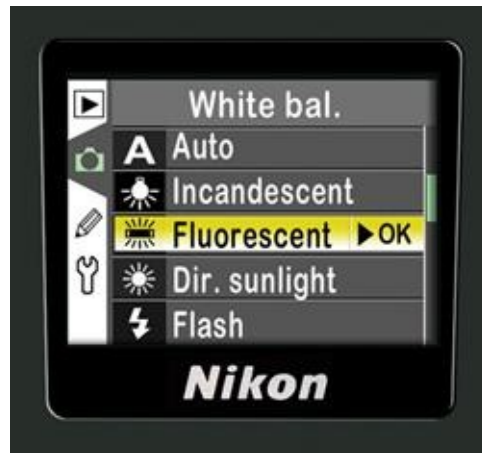 White bal.
A Auto
Incandescent
Fluorescent ▶OK
Dir. sunlight
Flash
Nikon